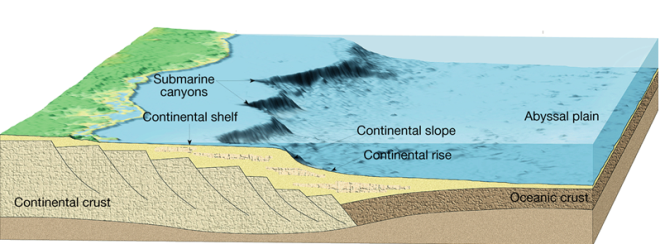 Submarine
canyons
Continental shelf
Abyssal plain
Continental slope
Continental rise
Continental crust
Oceanic crust